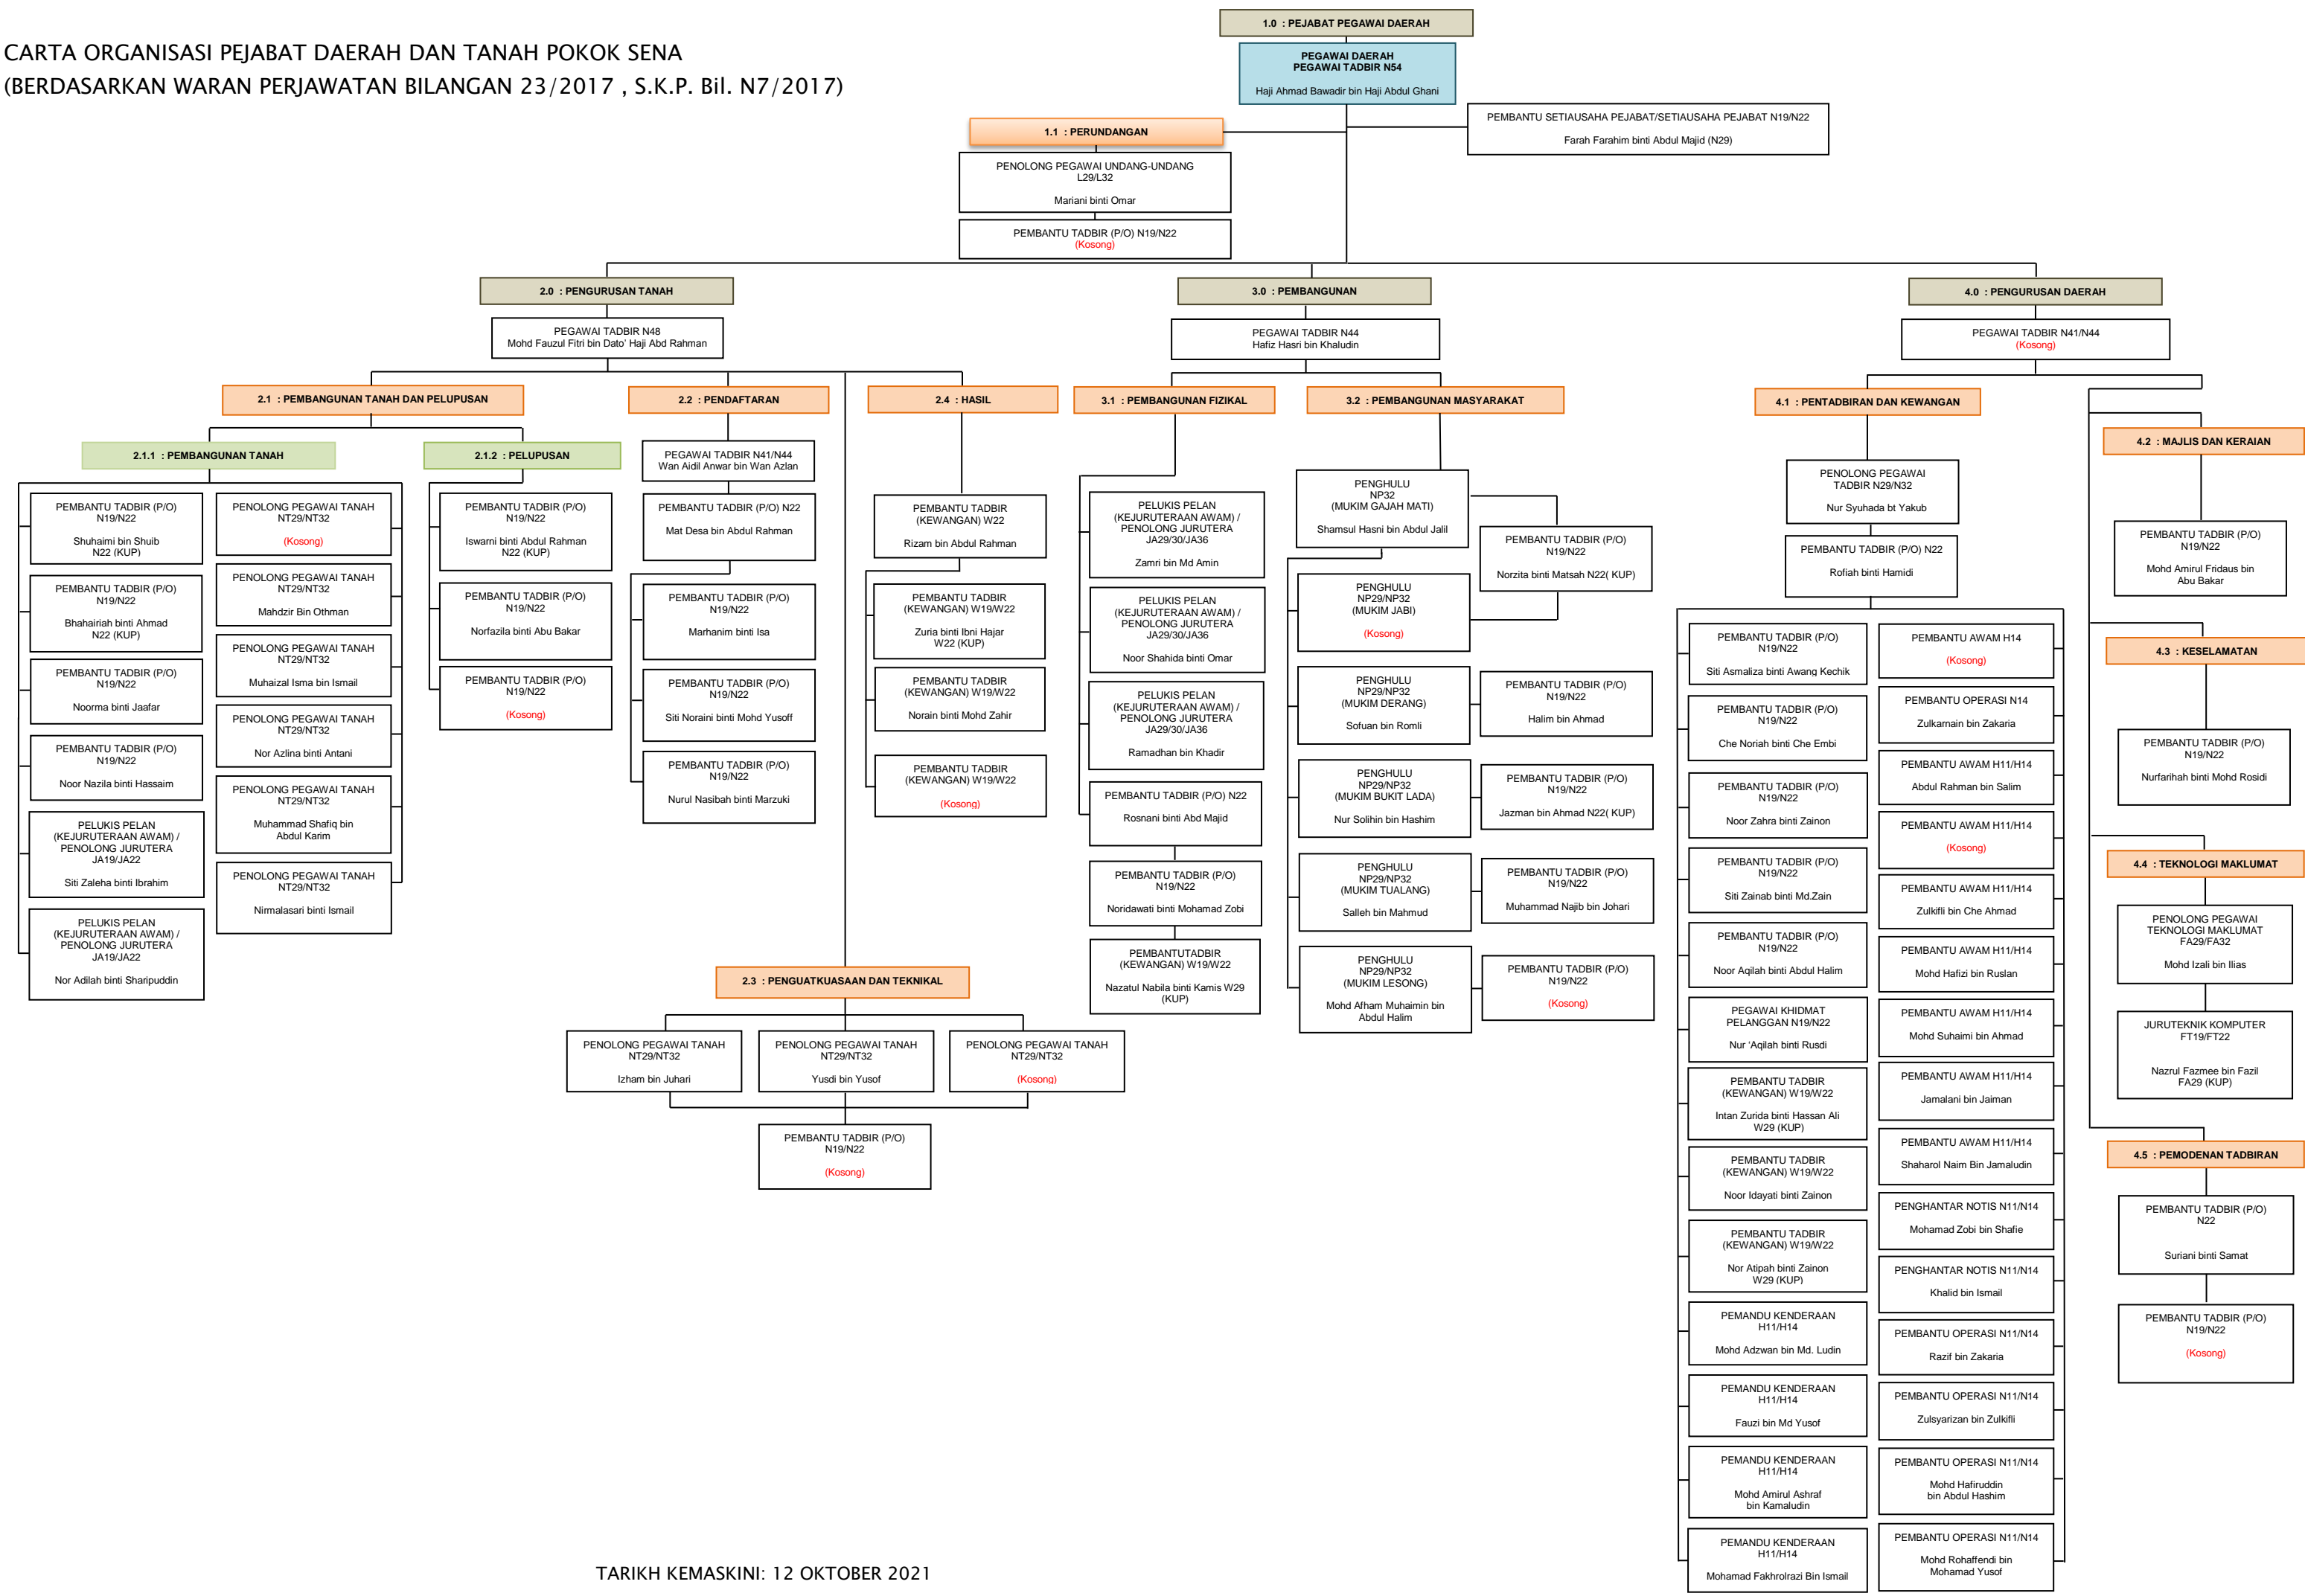 CARTA ORGANISASI PEJABAT DAERAH DAN TANAH POKOK SENA
(BERDASARKAN WARAN PERJAWATAN BILANGAN 23/2017 , S.K.P. Bil. N7/2017)
1.0 : PEJABAT PEGAWAI DAERAH
PEGAWAI DAERAH
PEGAWAI TADBIR N54
Haji Ahmad Bawadir bin Haji Abdul Ghani
PEMBANTU SETIAUSAHA PEJABAT/SETIAUSAHA PEJABAT N19/N22
Farah Farahim binti Abdul Majid (N29)
1.1 : PERUNDANGAN
PENOLONG PEGAWAI UNDANG-UNDANG
L29/L32
Mariani binti Omar
PEMBANTU TADBIR (P/O) N19/N22
(Kosong)
2.0 : PENGURUSAN TANAH
PEGAWAI TADBIR N48
Mohd Fauzul Fitri bin Dato' Haji Abd Rahman
2.1 : PEMBANGUNAN TANAH DAN PELUPUSAN
2.1.1 : PEMBANGUNAN TANAH
PEMBANTU TADBIR (P/O)
N19/N22
Shuhaimi bin Shuib
N22 (KUP)
PEMBANTU TADBIR (P/O)
N19/N22
Bhahairiah binti Ahmad
N22 (KUP)
PEMBANTU TADBIR (P/O)
N19/N22
Noorma binti Jaafar
PEMBANTU TADBIR (P/O)
N19/N22
Noor Nazila binti Hassaim
PELUKIS PELAN
(KEJURUTERAAN AWAM) /
PENOLONG JURUTERA
JA19/JA22
Siti Zaleha binti Ibrahim
PELUKIS PELAN
(KEJURUTERAAN AWAM) /
PENOLONG JURUTERA
JA19/JA22
Nor Adilah binti Sharipuddin
PENOLONG PEGAWAI TANAH
NT29/NT32
(Kosong)
PENOLONG PEGAWAI TANAH
NT29/NT32
Mahdzir Bin Othman
PENOLONG PEGAWAI TANAH
NT29/NT32
Muhaizal Isma bin Ismail
PENOLONG PEGAWAI TANAH
NT29/NT32
Nor Azlina binti Antani
PENOLONG PEGAWAI TANAH
NT29/NT32
Muhammad Shafiq bin
Abdul Karim
PENOLONG PEGAWAI TANAH
NT29/NT32
Nirmalasari binti Ismail
2.1.2 : PELUPUSAN
PEMBANTU TADBIR (P/O)
N19/N22
Iswarni binti Abdul Rahman
N22 (KUP)
PEMBANTU TADBIR (P/O)
N19/N22
Norfazila binti Abu Bakar
PEMBANTU TADBIR (P/O)
N19/N22
(Kosong)
2.2 : PENDAFTARAN
PEGAWAI TADBIR N41/N44
Wan Aidil Anwar bin Wan Azlan
PEMBANTU TADBIR (P/O) N22
Mat Desa bin Abdul Rahman
PEMBANTU TADBIR (P/O)
N19/N22
Marhanim binti Isa
PEMBANTU TADBIR (P/O)
N19/N22
Siti Noraini binti Mohd Yusoff
PEMBANTU TADBIR (P/O)
N19/N22
Nurul Nasibah binti Marzuki
2.4 : HASIL
PEMBANTU TADBIR
(KEWANGAN) W22
Rizam bin Abdul Rahman
PEMBANTU TADBIR
(KEWANGAN) W19/W22
Zuria binti Ibni Hajar
W22 (KUP)
PEMBANTU TADBIR
(KEWANGAN) W19/W22
Norain binti Mohd Zahir
PEMBANTU TADBIR
(KEWANGAN) W19/W22
(Kosong)
2.3 : PENGUATKUASAAN DAN TEKNIKAL
PENOLONG PEGAWAI TANAH
NT29/NT32
Izham bin Juhari
PENOLONG PEGAWAI TANAH
NT29/NT32
Yusdi bin Yusof
PENOLONG PEGAWAI TANAH
NT29/NT32
(Kosong)
PEMBANTU TADBIR (P/O)
N19/N22
(Kosong)
3.0 : PEMBANGUNAN
PEGAWAI TADBIR N44
Hafiz Hasri bin Khaludin
3.1 : PEMBANGUNAN FIZIKAL
PELUKIS PELAN
(KEJURUTERAAN AWAM) /
PENOLONG JURUTERA
JA29/30/JA36
Zamri bin Md Amin
PELUKIS PELAN
(KEJURUTERAAN AWAM) /
PENOLONG JURUTERA
JA29/30/JA36
Noor Shahida binti Omar
PELUKIS PELAN
(KEJURUTERAAN AWAM) /
PENOLONG JURUTERA
JA29/30/JA36
Ramadhan bin Khadir
PEMBANTU TADBIR (P/O) N22
Rosnani binti Abd Majid
PEMBANTU TADBIR (P/O)
N19/N22
Noridawati binti Mohamad Zobi
PEMBANTUTADBIR
(KEWANGAN) W19/W22
Nazatul Nabila binti Kamis W29
(KUP)
3.2 : PEMBANGUNAN MASYARAKAT
PENGHULU
NP32
(MUKIM GAJAH MATI)
Shamsul Hasni bin Abdul Jalil
PEMBANTU TADBIR (P/O)
N19/N22
Norzita binti Matsah N22( KUP)
PENGHULU
NP29/NP32
(MUKIM JABI)
(Kosong)
PENGHULU
NP29/NP32
(MUKIM DERANG)
Sofuan bin Romli
PEMBANTU TADBIR (P/O)
N19/N22
Halim bin Ahmad
PENGHULU
NP29/NP32
(MUKIM BUKIT LADA)
Nur Solihin bin Hashim
PEMBANTU TADBIR (P/O)
N19/N22
Jazman bin Ahmad N22( KUP)
PENGHULU
NP29/NP32
(MUKIM TUALANG)
Salleh bin Mahmud
PEMBANTU TADBIR (P/O)
N19/N22
Muhammad Najib bin Johari
PENGHULU
NP29/NP32
(MUKIM LESONG)
Mohd Afham Muhaimin bin
Abdul Halim
PEMBANTU TADBIR (P/O)
N19/N22
(Kosong)
4.0 : PENGURUSAN DAERAH
PEGAWAI TADBIR N41/N44
(Kosong)
4.1 : PENTADBIRAN DAN KEWANGAN
PENOLONG PEGAWAI
TADBIR N29/N32
Nur Syuhada bt Yakub
PEMBANTU TADBIR (P/O) N22
Rofiah binti Hamidi
PEMBANTU TADBIR (P/O)
N19/N22
Siti Asmaliza binti Awang Kechik
PEMBANTU TADBIR (P/O)
N19/N22
Che Noriah binti Che Embi
PEMBANTU TADBIR (P/O)
N19/N22
Noor Zahra binti Zainon
PEMBANTU TADBIR (P/O)
N19/N22
Siti Zainab binti Md.Zain
PEMBANTU TADBIR (P/O)
N19/N22
Noor Aqilah binti Abdul Halim
PEGAWAI KHIDMAT
PELANGGAN N19/N22
Nur 'Aqilah binti Rusdi
PEMBANTU TADBIR
(KEWANGAN) W19/W22
Intan Zurida binti Hassan Ali
W29 (KUP)
PEMBANTU TADBIR
(KEWANGAN) W19/W22
Noor Idayati binti Zainon
PEMBANTU TADBIR
(KEWANGAN) W19/W22
Nor Atipah binti Zainon
W29 (KUP)
PEMANDU KENDERAAN
H11/H14
Mohd Adzwan bin Md. Ludin
PEMANDU KENDERAAN
H11/H14
Fauzi bin Md Yusof
PEMANDU KENDERAAN
H11/H14
Mohd Amirul Ashraf
bin Kamaludin
PEMANDU KENDERAAN
H11/H14
Mohamad Fakhrolrazi Bin Ismail
PEMBANTU AWAM H14
(Kosong)
PEMBANTU OPERASI N14
Zulkarnain bin Zakaria
PEMBANTU AWAM H11/H14
Abdul Rahman bin Salim
PEMBANTU AWAM H11/H14
(Kosong)
PEMBANTU AWAM H11/H14
Zulkifli bin Che Ahmad
PEMBANTU AWAM H11/H14
Mohd Hafizi bin Ruslan
PEMBANTU AWAM H11/H14
Mohd Suhaimi bin Ahmad
PEMBANTU AWAM H11/H14
Jamalani bin Jaiman
PEMBANTU AWAM H11/H14
Shaharol Naim Bin Jamaludin
PENGHANTAR NOTIS N11/N14
Mohamad Zobi bin Shafie
PENGHANTAR NOTIS N11/N14
Khalid bin Ismail
PEMBANTU OPERASI N11/N14
Razif bin Zakaria
PEMBANTU OPERASI N11/N14
Zulsyarizan bin Zulkifli
PEMBANTU OPERASI N11/N14
Mohd Hafiruddin
bin Abdul Hashim
PEMBANTU OPERASI N11/N14
Mohd Rohaffendi bin
Mohamad Yusof
4.2 : MAJLIS DAN KERAIAN
PEMBANTU TADBIR (P/O)
N19/N22
Mohd Amirul Fridaus bin
Abu Bakar
4.3 : KESELAMATAN
PEMBANTU TADBIR (P/O)
N19/N22
Nurfarihah binti Mohd Rosidi
4.4 : TEKNOLOGI MAKLUMAT
PENOLONG PEGAWAI
TEKNOLOGI MAKLUMAT
FA29/FA32
Mohd Izali bin Ilias
JURUTEKNIK KOMPUTER
FT19/FT22
Nazrul Fazmee bin Fazil
FA29 (KUP)
4.5 : PEMODENAN TADBIRAN
PEMBANTU TADBIR (P/O)
N22
Suriani binti Samat
PEMBANTU TADBIR (P/O)
N19/N22
(Kosong)
TARIKH KEMASKINI: 12 OKTOBER 2021